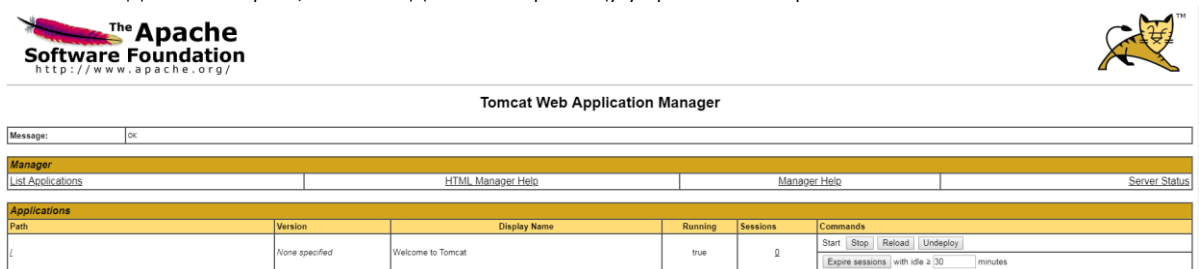 The Apache
Software Foundation
http://www.apache.org/
TM
Tomcat Web Application Manager
Message: OK
Manager
List Applications HTML Manager Help Manager Help Server Status
Applications
Path Version Display Name Running Sessions Commands
/ None specified Welcome to Tomcat true 0 Start Stop Reload Undeploy
Expire sessions with idle ≥ 30 minutes